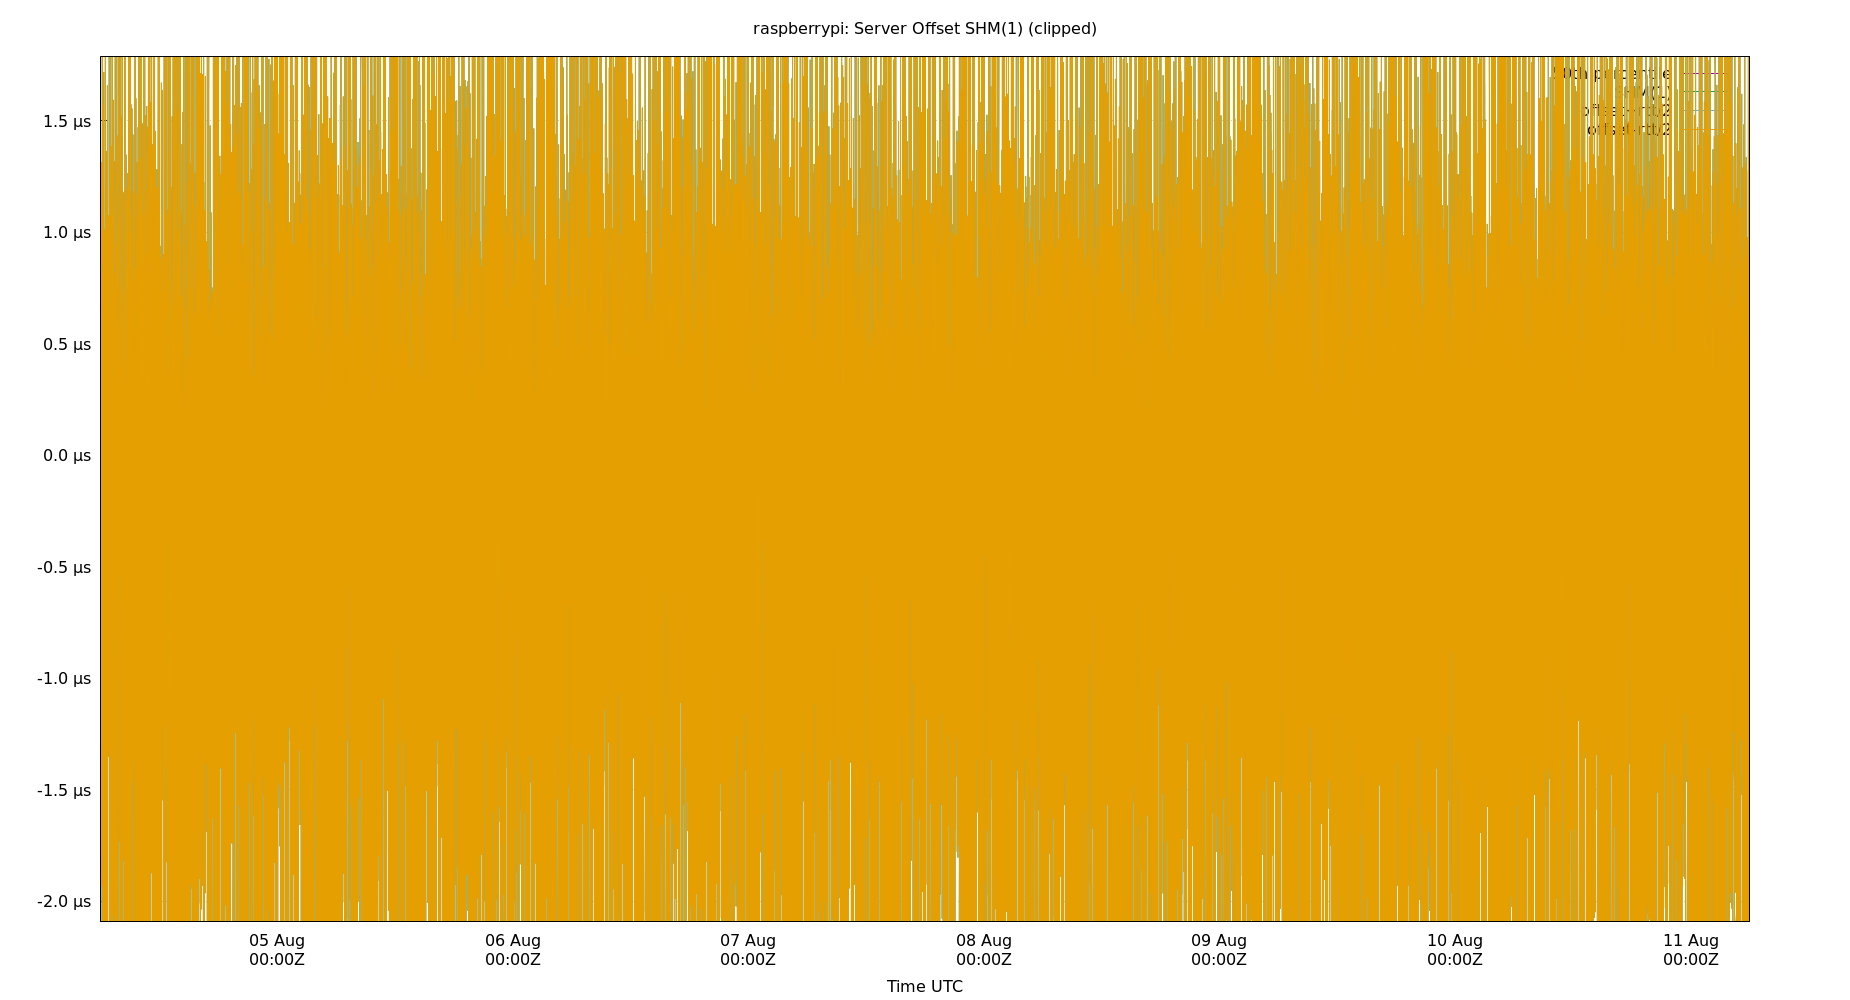 raspberrypi: Server Offset SHM(1) (clipped)
1.5 µs
1.0 µs
0.5 µs
0.0 µs
-0.5 µs
-1.0 µs
-1.5 µs
-2.0 µs
05 Aug 06 Aug 07 Aug 08 Aug 09 Aug 10 Aug 11 Aug
00:00Z 00:00Z 00:00Z 00:00Z 00:00Z 00:00Z 00:00Z
Time UTC